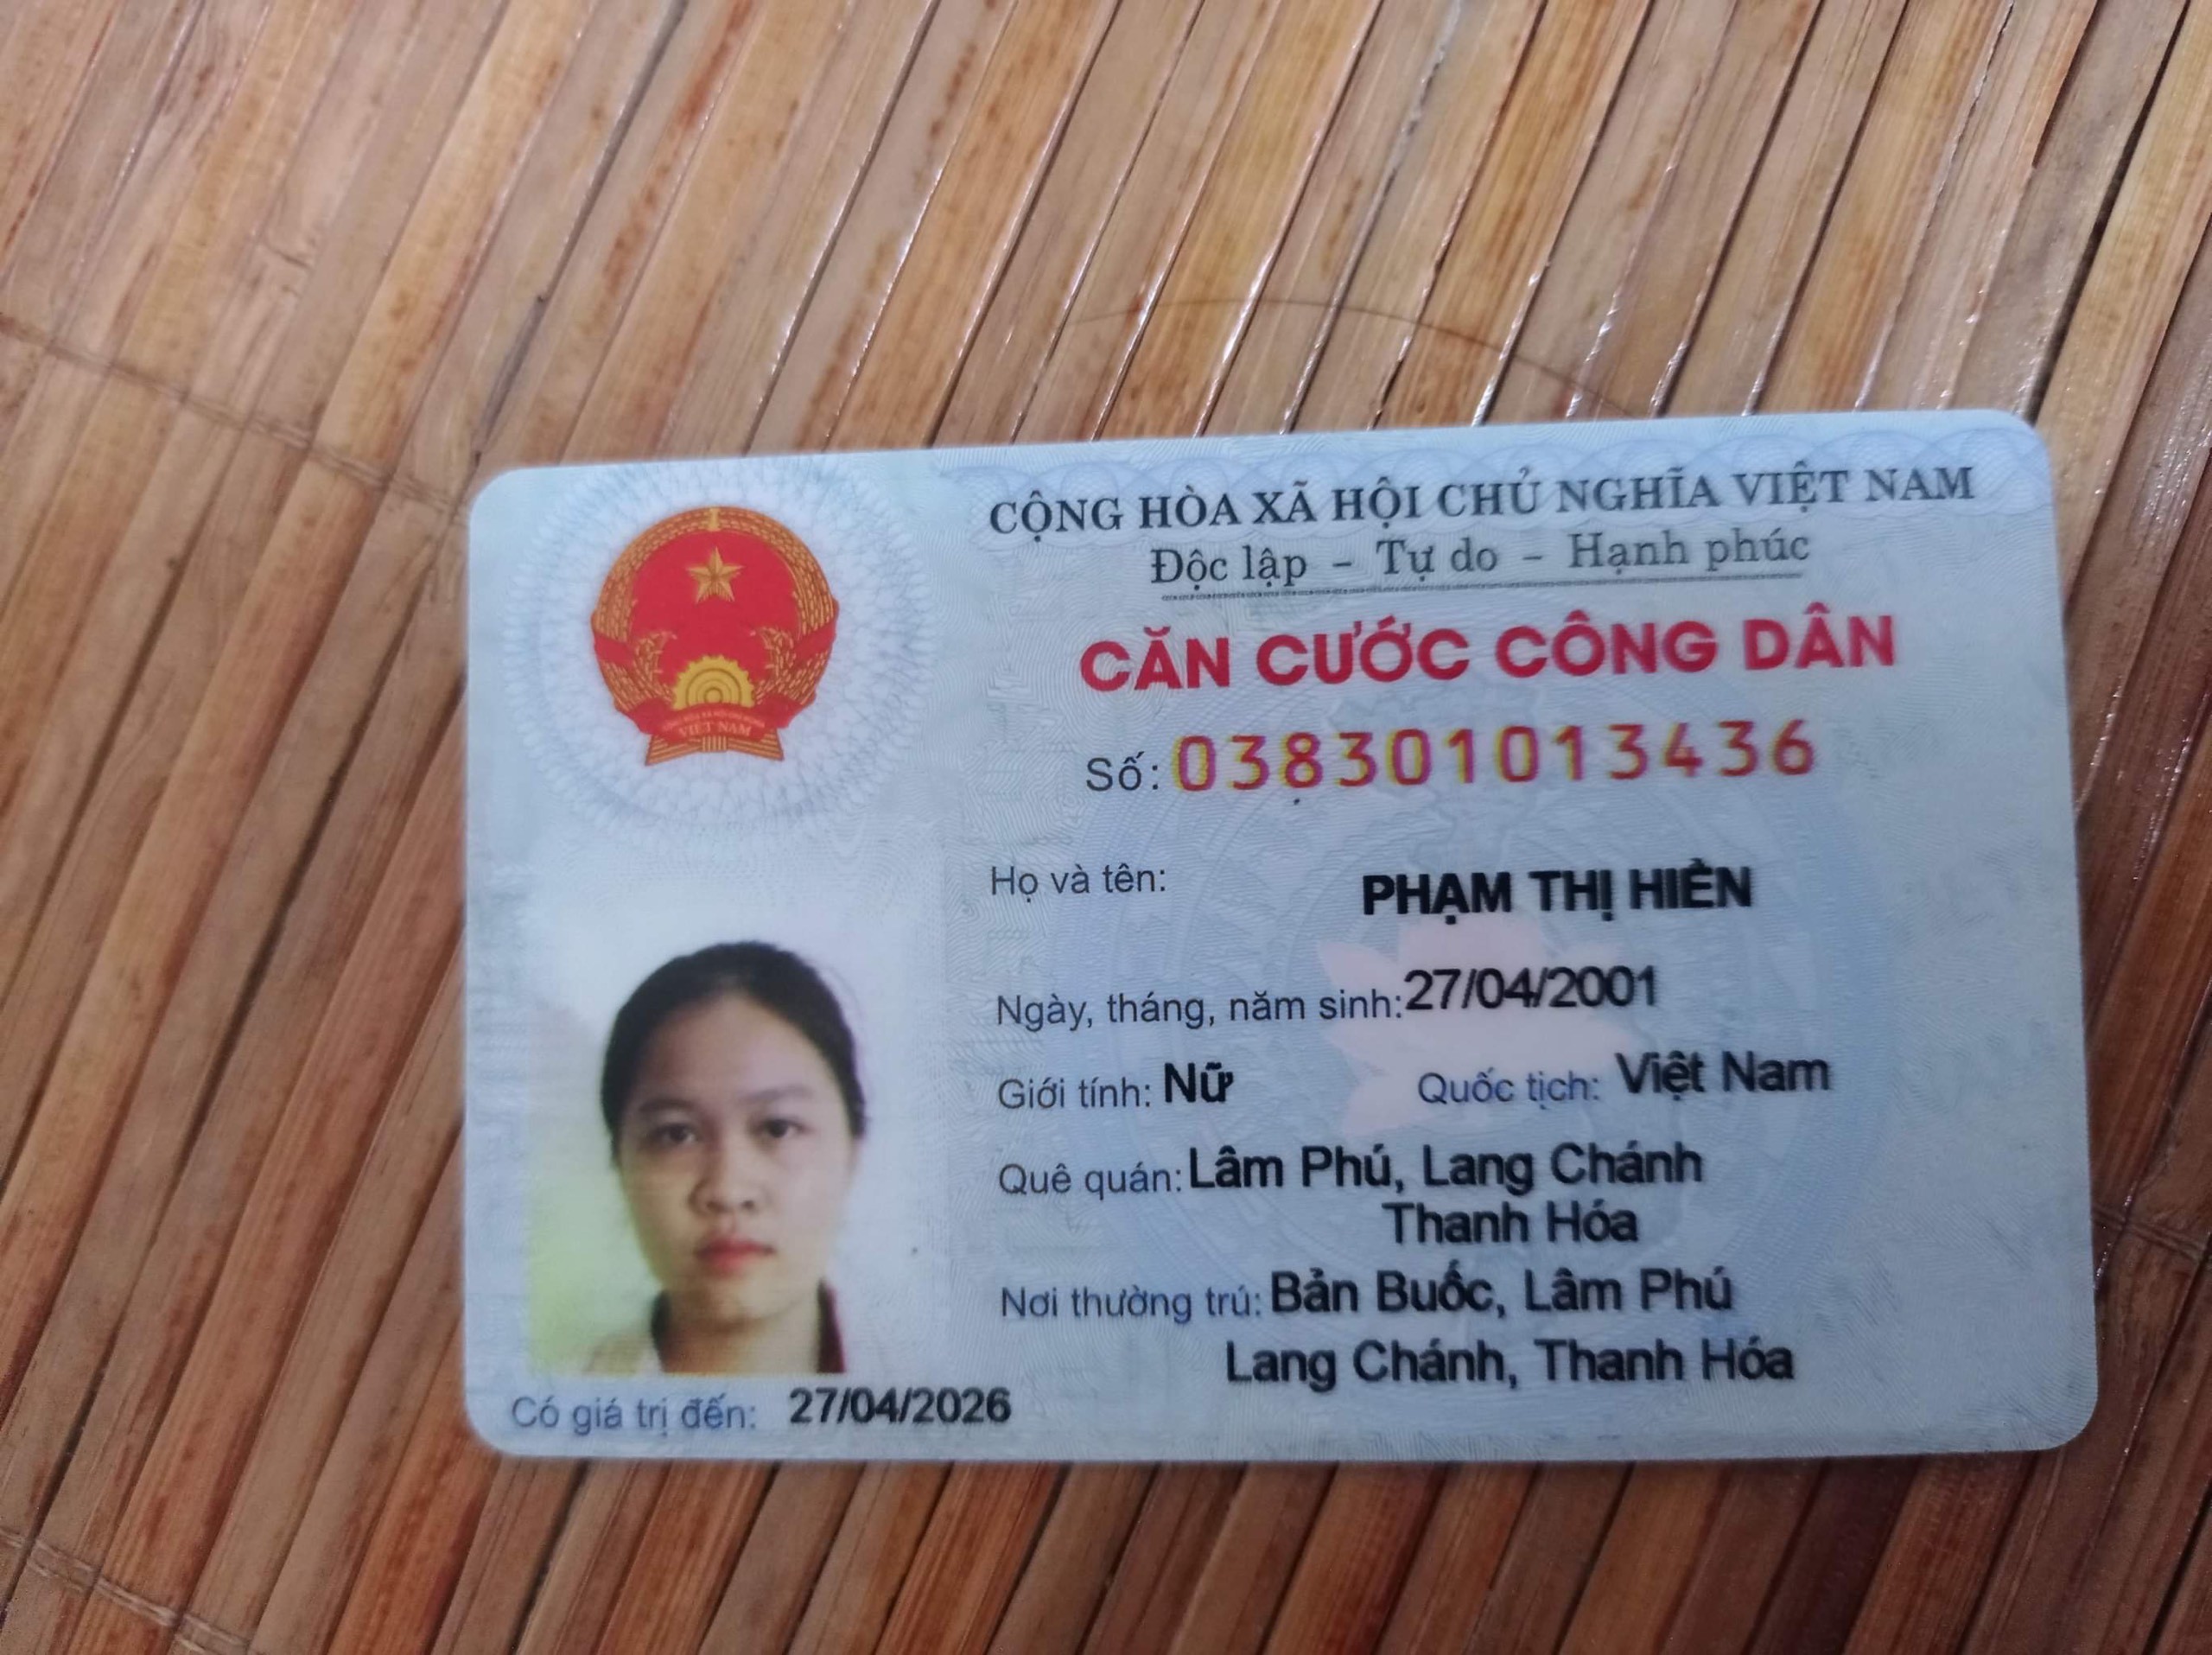 CỘNG HÒA XÃ HỘI CHỦ NGHĨA VIỆT NAM
Độc lập - Tự do - Hạnh phúc
CĂN CƯỚC CÔNG DÂN
Số: 038301013436
Họ và tên: PHẠM THỊ HIỀN
Ngày, tháng, năm sinh: 27/04/2001
Giới tính: Nữ Quốc tịch: Việt Nam
Quê quán: Lâm Phú, Lang Chánh
Thanh Hóa
Nơi thường trú: Bản Buốc, Lâm Phú
Lang Chánh, Thanh Hóa
Có giá trị đến: 27/04/2026
VIỆT NAM